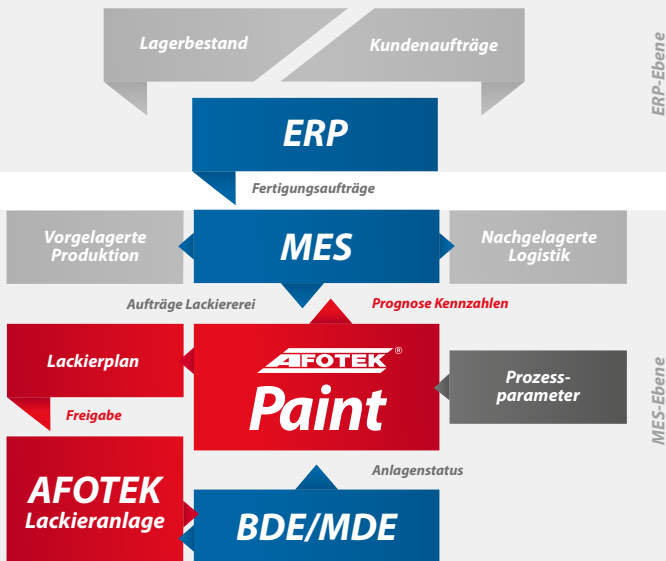 Lagerbestand
Kundenaufträge
ERP-Ebene
ERP
Fertigungsaufträge
Vorgelagerte
Produktion
MES
Nachgelagerte
Logistik
Aufträge Lackiererei
Prognose Kennzahlen
Lackierplan
AFOTEK®
Paint
Prozess-
parameter
MES-Ebene
Freigabe
Anlagenstatus
AFOTEK
Lackieranlage
BDE/MDE